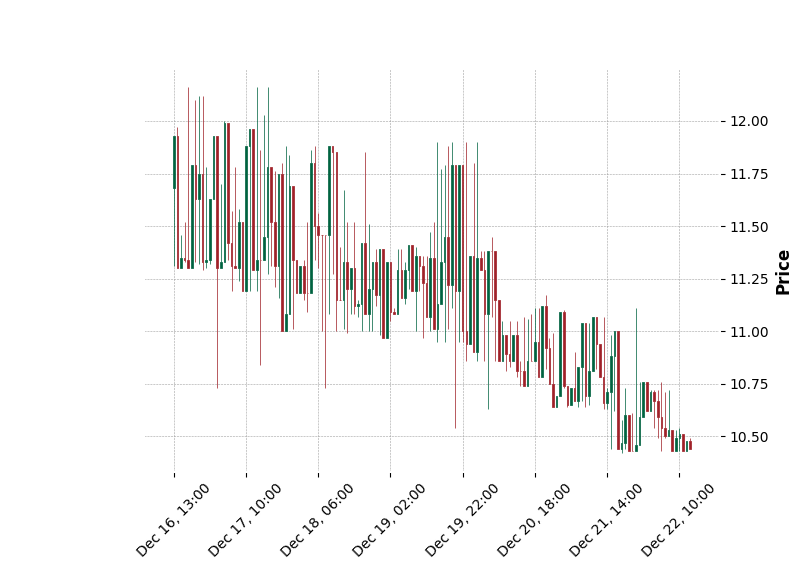 12.00
11.75
11.50
11.25
11.00
10.75
10.50
Price
Dec 16, 13:00
Dec 17, 10:00
Dec 18, 06:00
Dec 19, 02:00
Dec 19, 22:00
Dec 20, 18:00
Dec 21, 14:00
Dec 22, 10:00